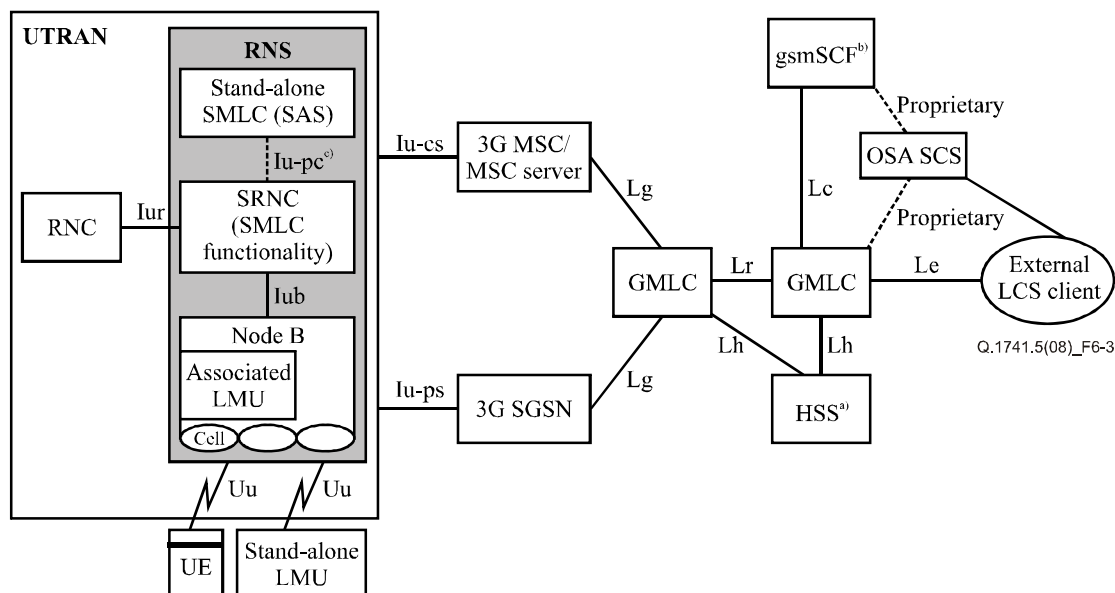 UTRAN
RNS
Stand-alone
SMLC (SAS)
Iu-pc c)
SRNC
(SMLC
functionality)
Iur
RNC
Iub
Node B
Associated
LMU
Cell
Uu
Uu
UE
Stand-alone
LMU
Iu-cs
3G MSC/
MSC server
Lg
Iu-ps
3G SGSN
Lg
GMLC
Lr
GMLC
Lh
Lh
HSS a)
Lc
gsmSCF b)
Proprietary
OSA SCS
Proprietary
Le
External
LCS client
Q.1741.5(08)_F6-3